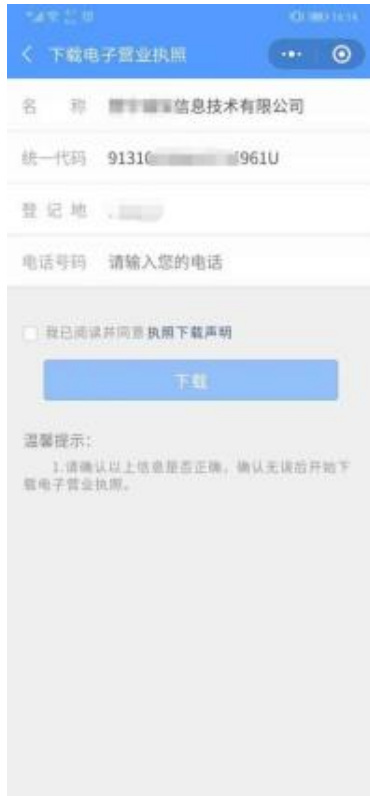 下载电子营业执照
名 称 信息技术有限公司
统一代码 9131 961U
登 记 地
电话号码 请输入您的电话
我已阅读并同意执照下载声明
下载
温馨提示:
1.请确认以上信息是否正确，确认无误后开始下
载电子营业执照。